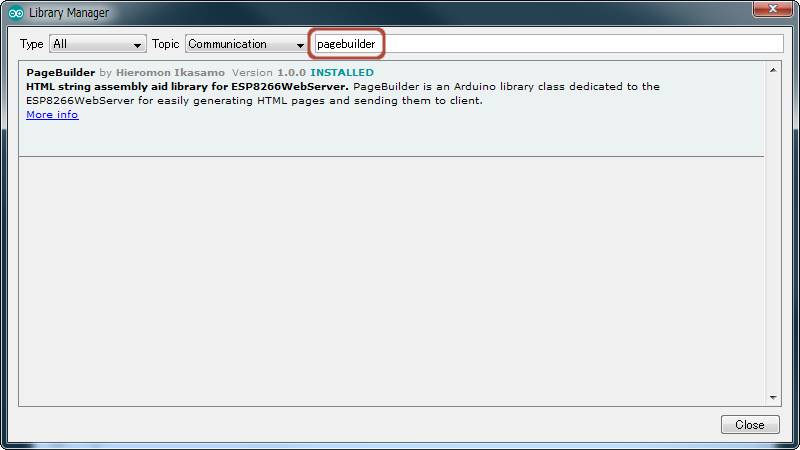 Library Manager
Type All Topic Communication pagebuilder
PageBuilder by Hieromon Ikasamo Version 1.0.0 INSTALLED
HTML string assembly aid library for ESP8266WebServer. PageBuilder is an Arduino library class dedicated to the
ESP8266WebServer for easily generating HTML pages and sending them to client.
More info
Close